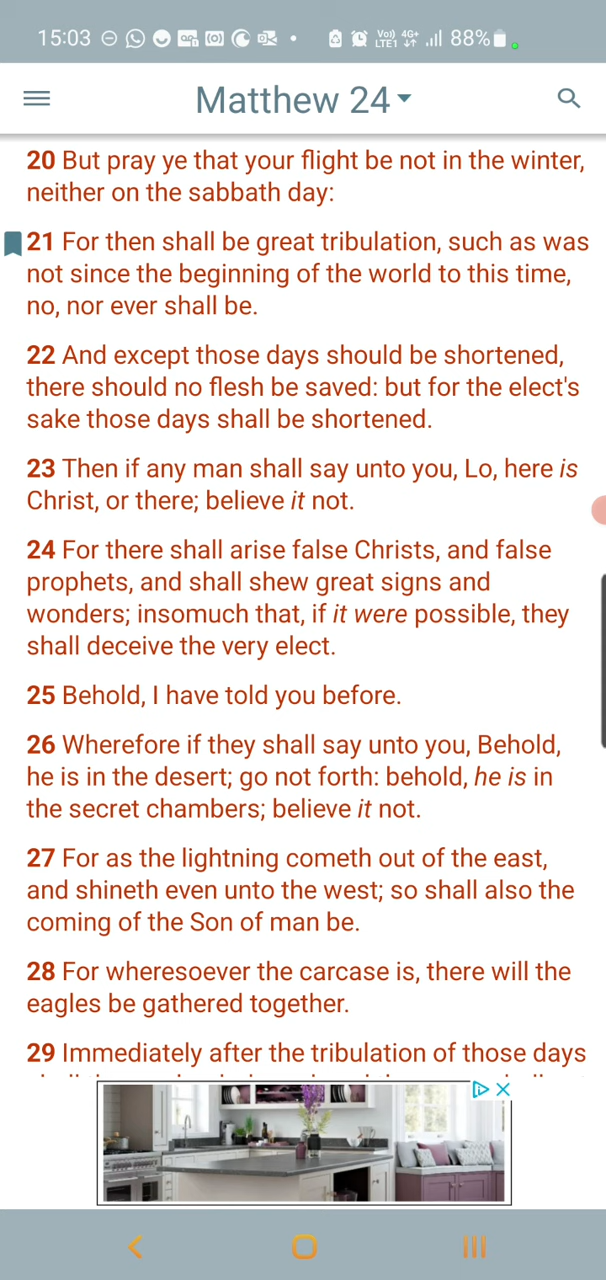 15:03
Vo)) 4G+ 88%
LTE1
Matthew 24
20 But pray ye that your flight be not in the winter,
neither on the sabbath day:
21 For then shall be great tribulation, such as was
not since the beginning of the world to this time,
no, nor ever shall be.
22 And except those days should be shortened,
there should no flesh be saved: but for the elect's
sake those days shall be shortened.
23 Then if any man shall say unto you, Lo, here is
Christ, or there; believe it not.
24 For there shall arise false Christs, and false
prophets, and shall shew great signs and
wonders; insomuch that, if it were possible, they
shall deceive the very elect.
25 Behold, I have told you before.
26 Wherefore if they shall say unto you, Behold,
he is in the desert; go not forth: behold, he is in
the secret chambers; believe it not.
27 For as the lightning cometh out of the east,
and shineth even unto the west; so shall also the
coming of the Son of man be.
28 For wheresoever the carcase is, there will the
eagles be gathered together.
29 Immediately after the tribulation of those days